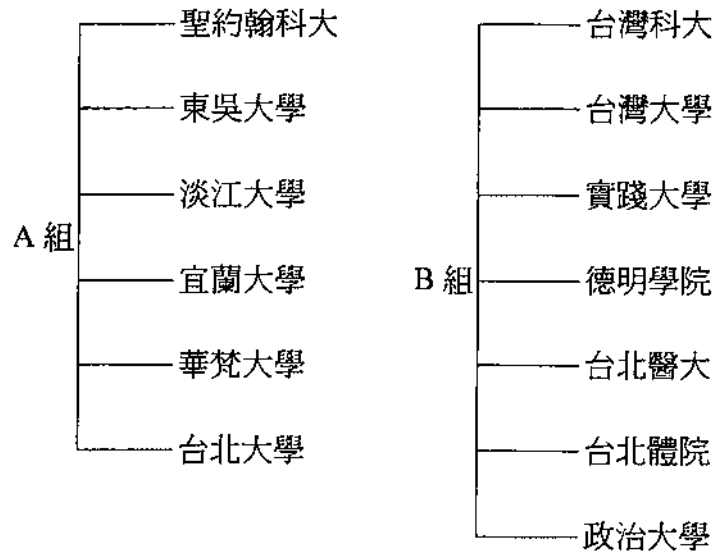 A 組
聖約翰科大
東吳大學
淡江大學
宜蘭大學
華梵大學
台北大學
B 組
台灣科大
台灣大學
實踐大學
德明學院
台北醫大
台北體院
政治大學